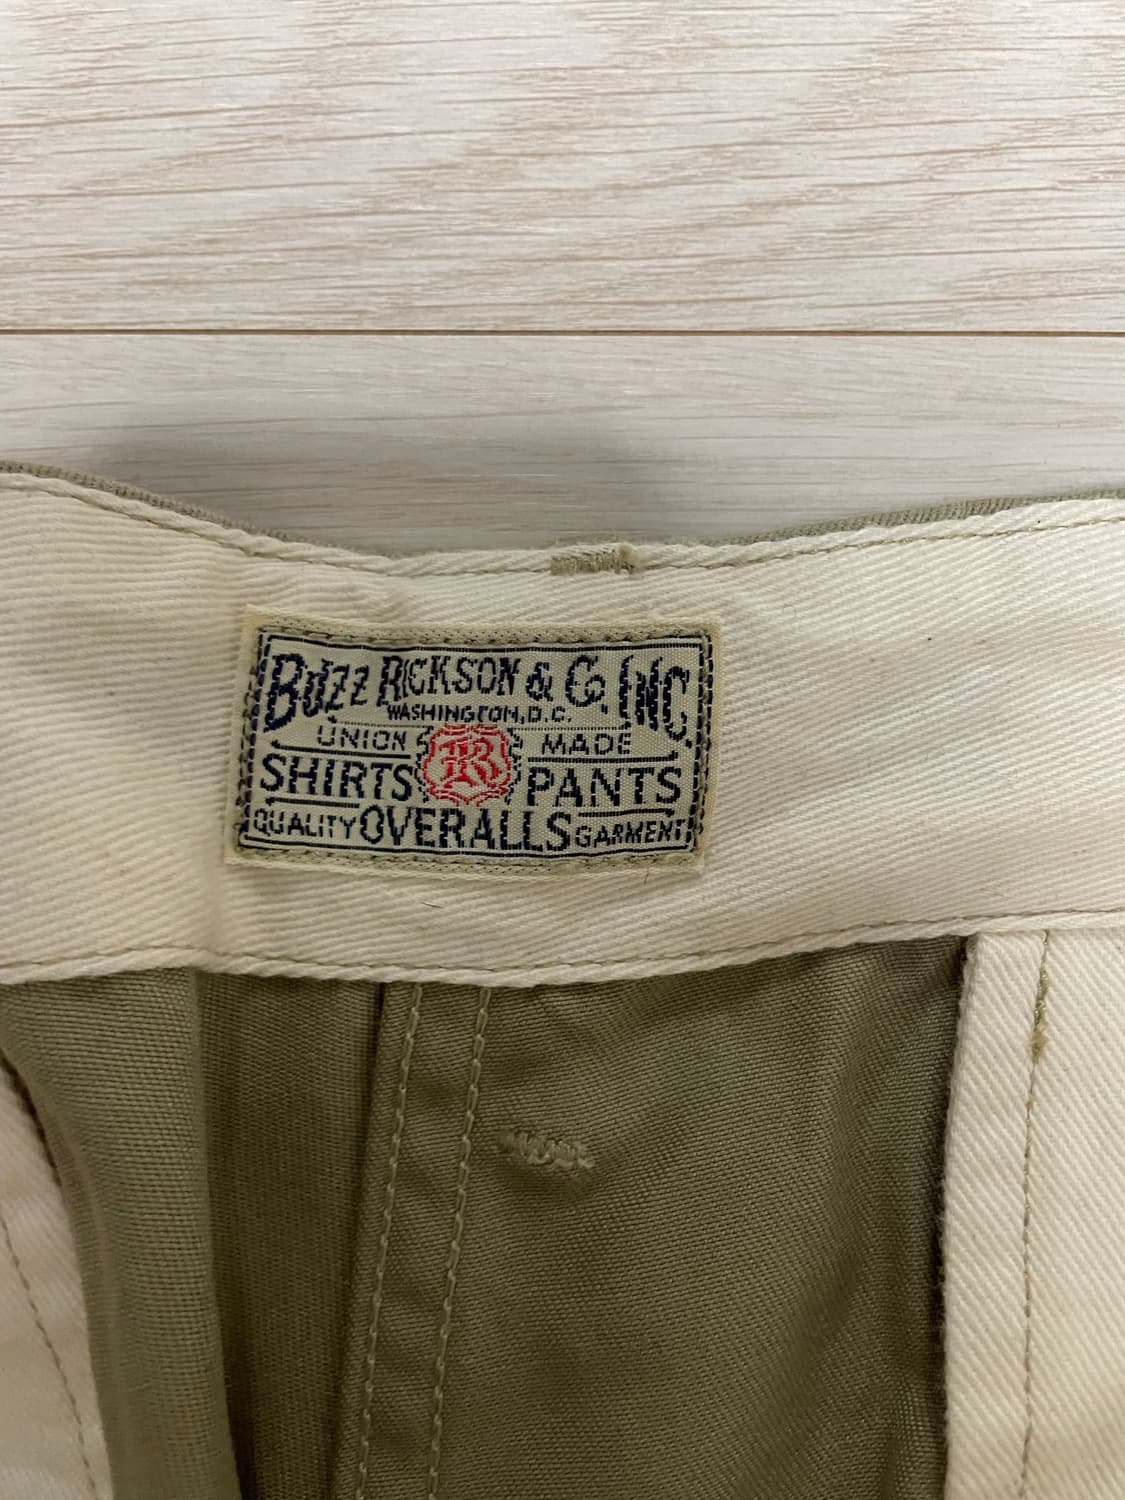 BUZZ RICKSON & Co. INC.
WASHINGTON, D.C.
UNION R MADE
SHIRTS PANTS
QUALITY OVERALLS GARMENT